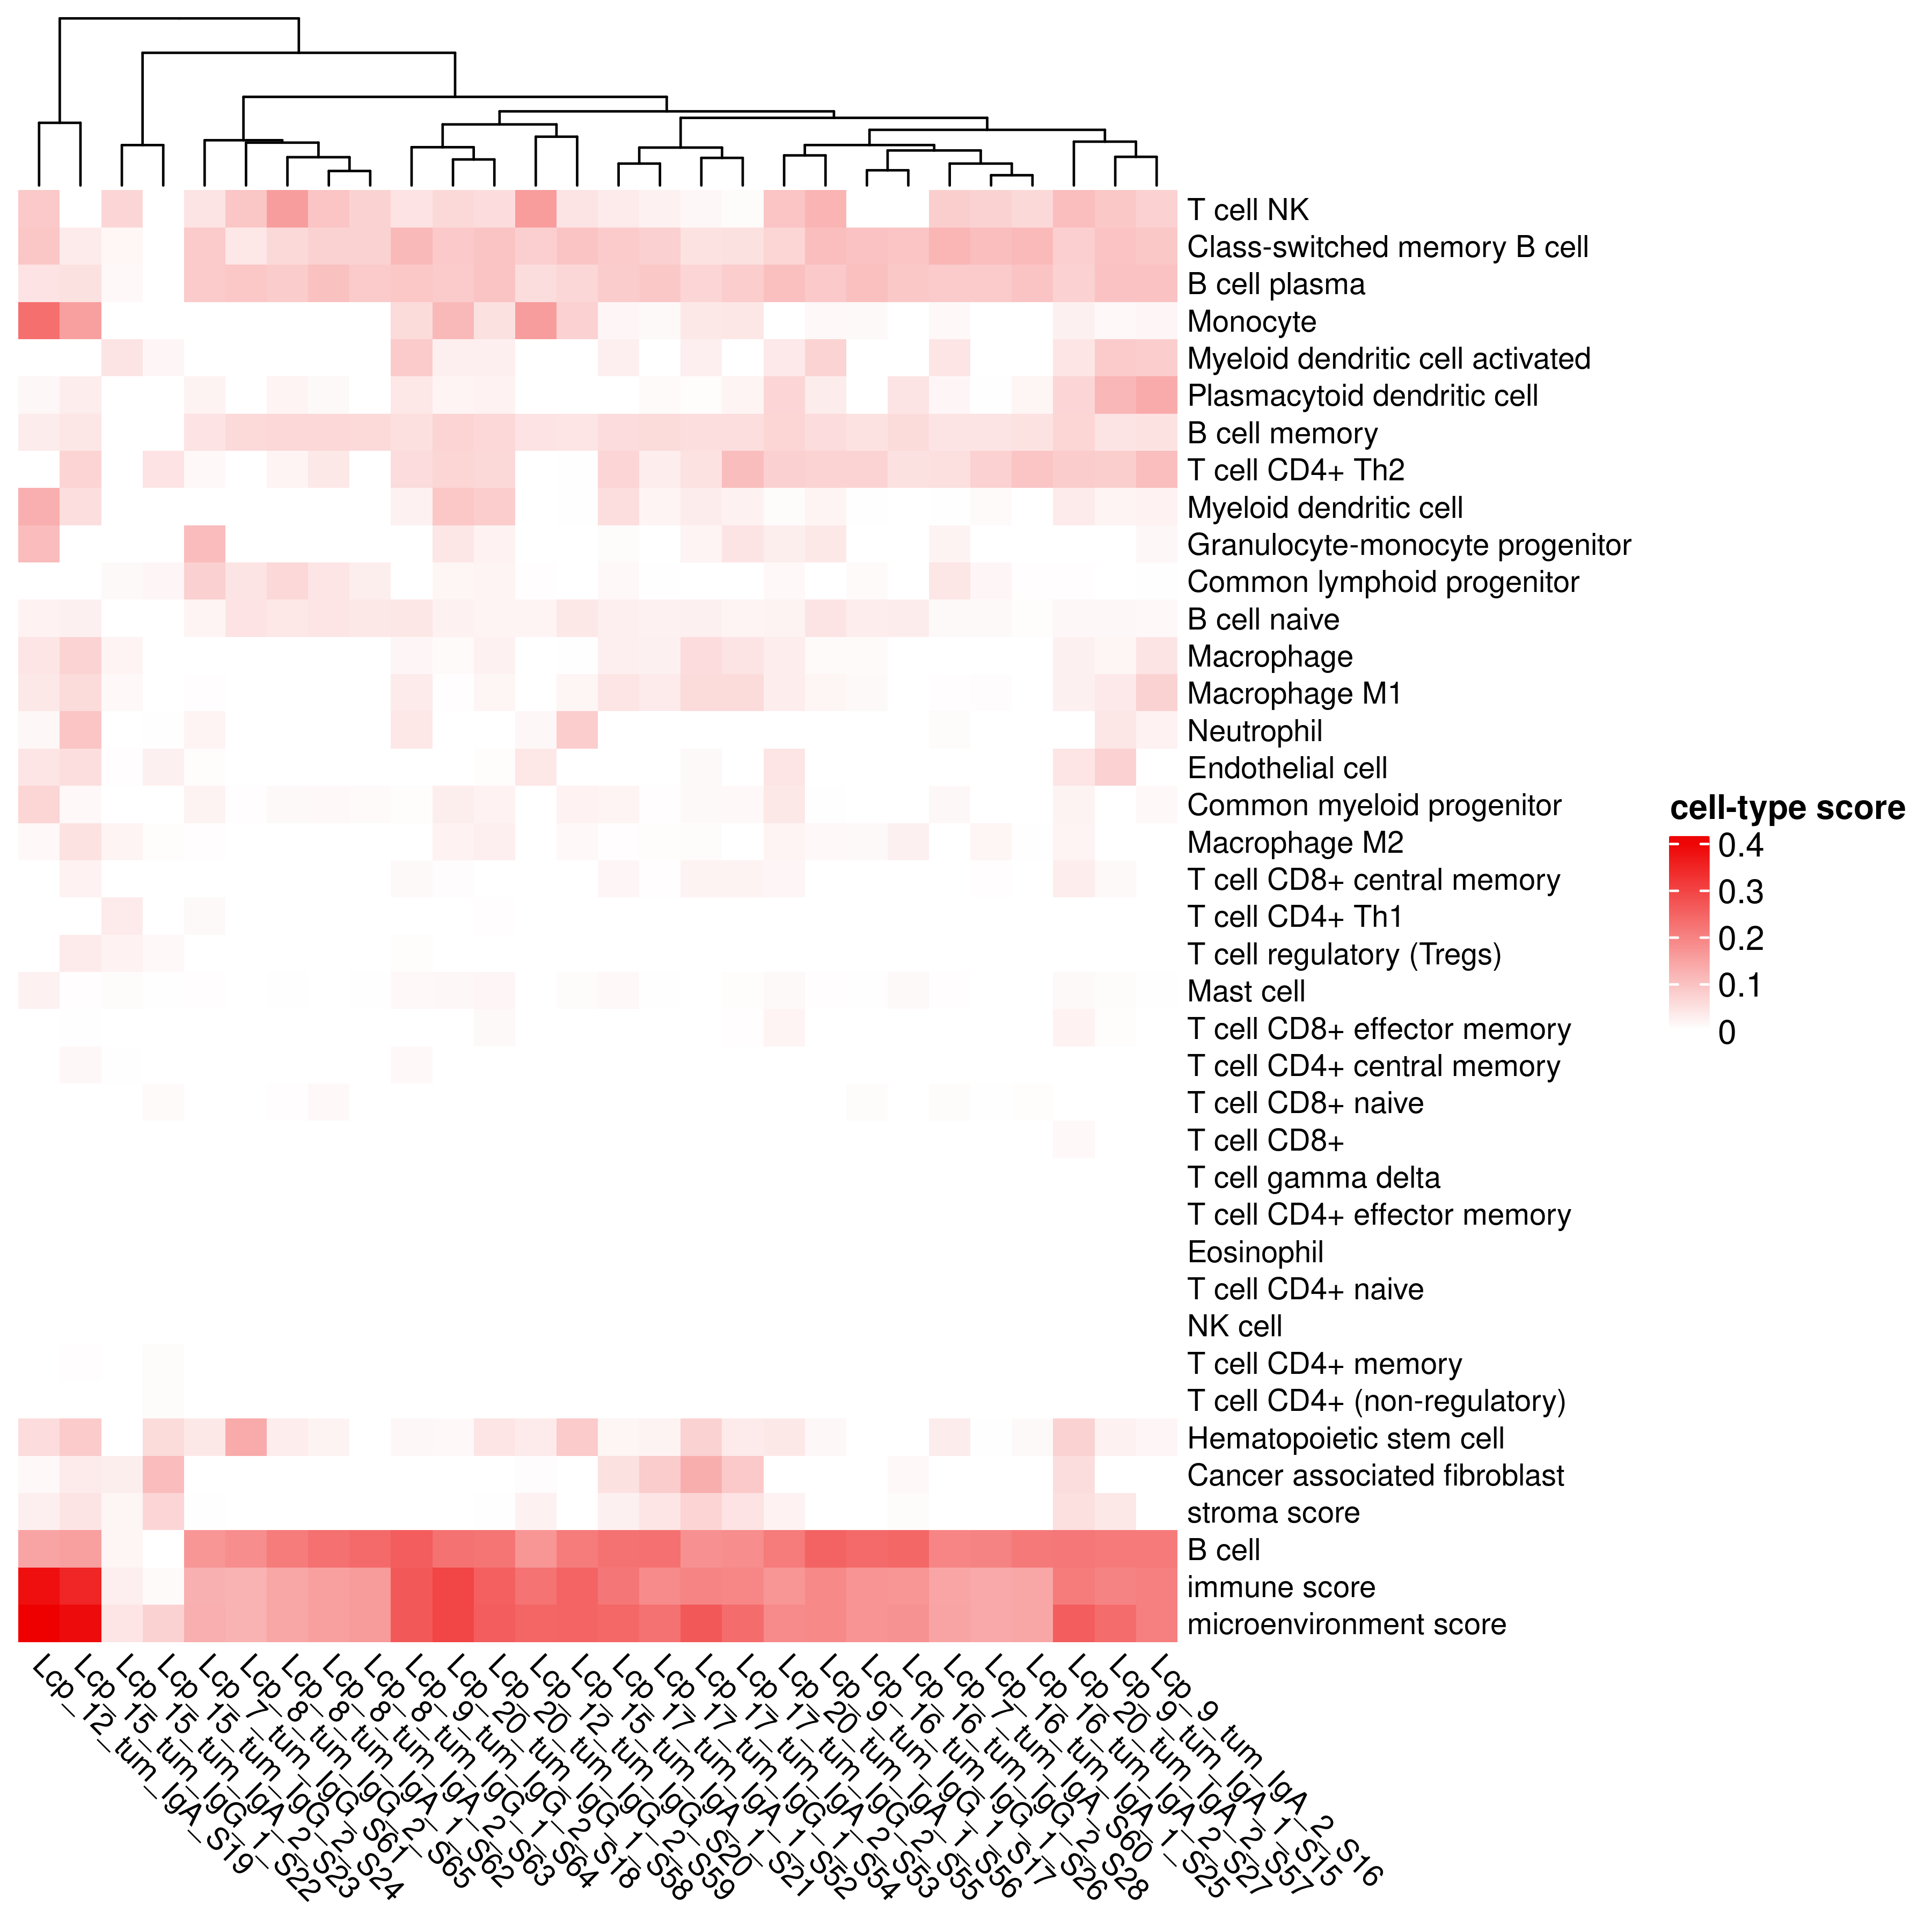 T cell NK
Class-switched memory B cell
B cell plasma
Monocyte
Myeloid dendritic cell activated
Plasmacytoid dendritic cell
B cell memory
T cell CD4+ Th2
Myeloid dendritic cell
Granulocyte-monocyte progenitor
Common lymphoid progenitor
B cell naive
Macrophage
Macrophage M1
Neutrophil
Endothelial cell
Common myeloid progenitor
Macrophage M2
T cell CD8+ central memory
T cell CD4+ Th1
T cell regulatory (Tregs)
Mast cell
T cell CD8+ effector memory
T cell CD4+ central memory
T cell CD8+ naive
T cell CD8+
T cell gamma delta
T cell CD4+ effector memory
Eosinophil
T cell CD4+ naive
NK cell
T cell CD4+ memory
T cell CD4+ (non-regulatory)
Hematopoietic stem cell
Cancer associated fibroblast
stroma score
B cell
immune score
microenvironment score
cell-type score
0.4
0.3
0.2
0.1
0
Lcp_12_tum_IgA_S19
Lcp_15_tum_IgG_1_S22
Lcp_15_tum_IgA_2_S23
Lcp_15_tum_IgG_2_S24
Lcp_7_tum_IgG_S61
Lcp_8_tum_IgG_2_S65
Lcp_8_tum_IgA_1_S62
Lcp_8_tum_IgA_2_S63
Lcp_8_tum_IgG_1_S64
Lcp_9_tum_IgG_2_S18
Lcp_20_tum_IgG_1_S58
Lcp_20_tum_IgG_2_S59
Lcp_12_tum_IgG_S20
Lcp_15_tum_IgA_1_S21
Lcp_17_tum_IgA_1_S52
Lcp_17_tum_IgG_1_S54
Lcp_17_tum_IgA_2_S53
Lcp_17_tum_IgG_2_S55
Lcp_20_tum_IgA_1_S56
Lcp_9_tum_IgG_1_S17
Lcp_16_tum_IgG_1_S26
Lcp_16_tum_IgG_2_S28
Lcp_7_tum_IgA_S60
Lcp_16_tum_IgA_1_S25
Lcp_16_tum_IgA_2_S27
Lcp_20_tum_IgA_2_S57
Lcp_9_tum_IgA_1_S15
Lcp_9_tum_IgA_2_S16